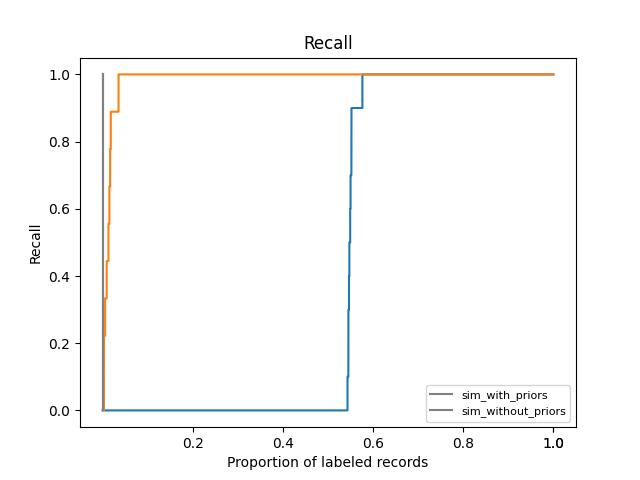 Recall
1.0
0.8
0.6
0.4
0.2
0.0
Recall
sim_with_priors
sim_without_priors
0.2 0.4 0.6 0.8 1.0 1.0
Proportion of labeled records